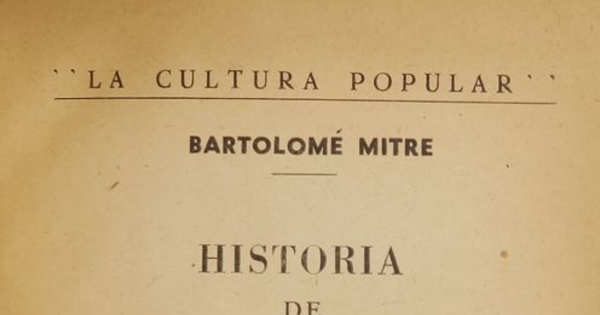 ``LA CULTURA POPULAR''
BARTOLOMÉ MITRE
HISTORIA
DE